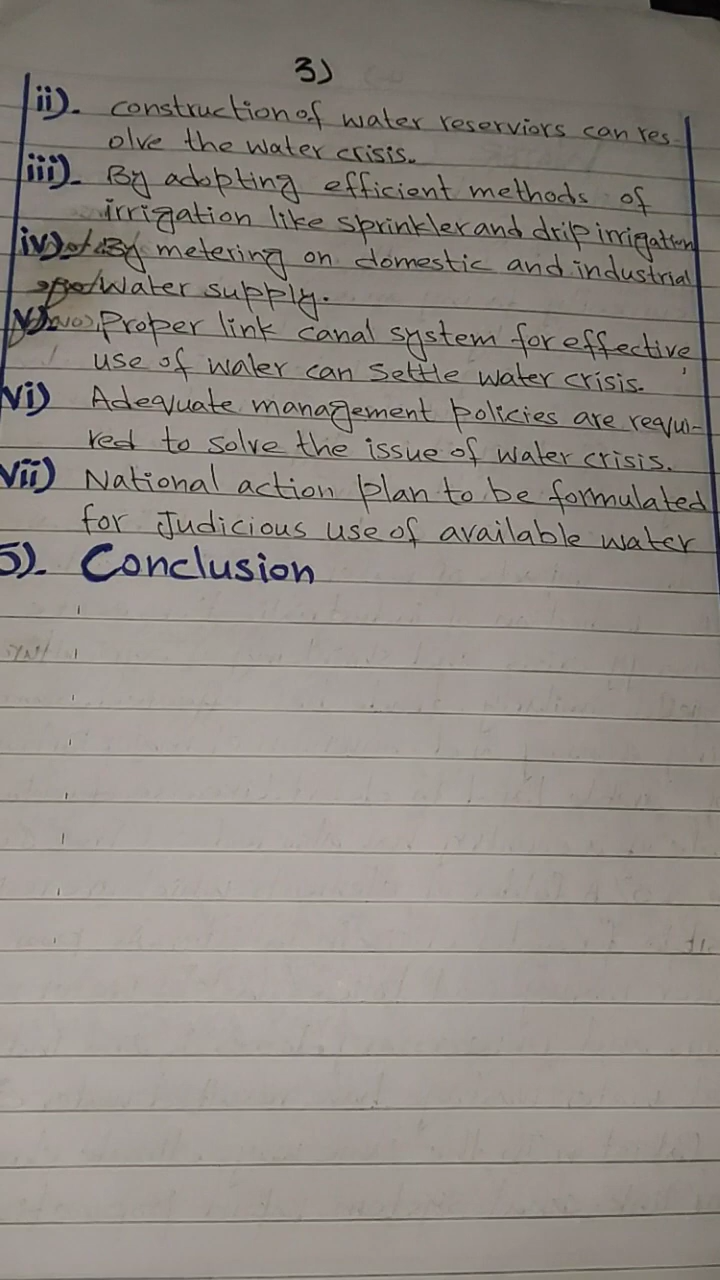 3)
ii). construction of water reserviors can res-
olve the water crisis.
iii). By adopting efficient methods of
irrigation like sprinkler and drip irrigation
iv) By metering on domestic and industrial
water supply.
v) Proper link canal system for effective
use of water can settle water crisis.
vi) Adequate management policies are requi-
red to solve the issue of water crisis.
vii) National action plan to be formulated
for Judicious use of available water
5). Conclusion